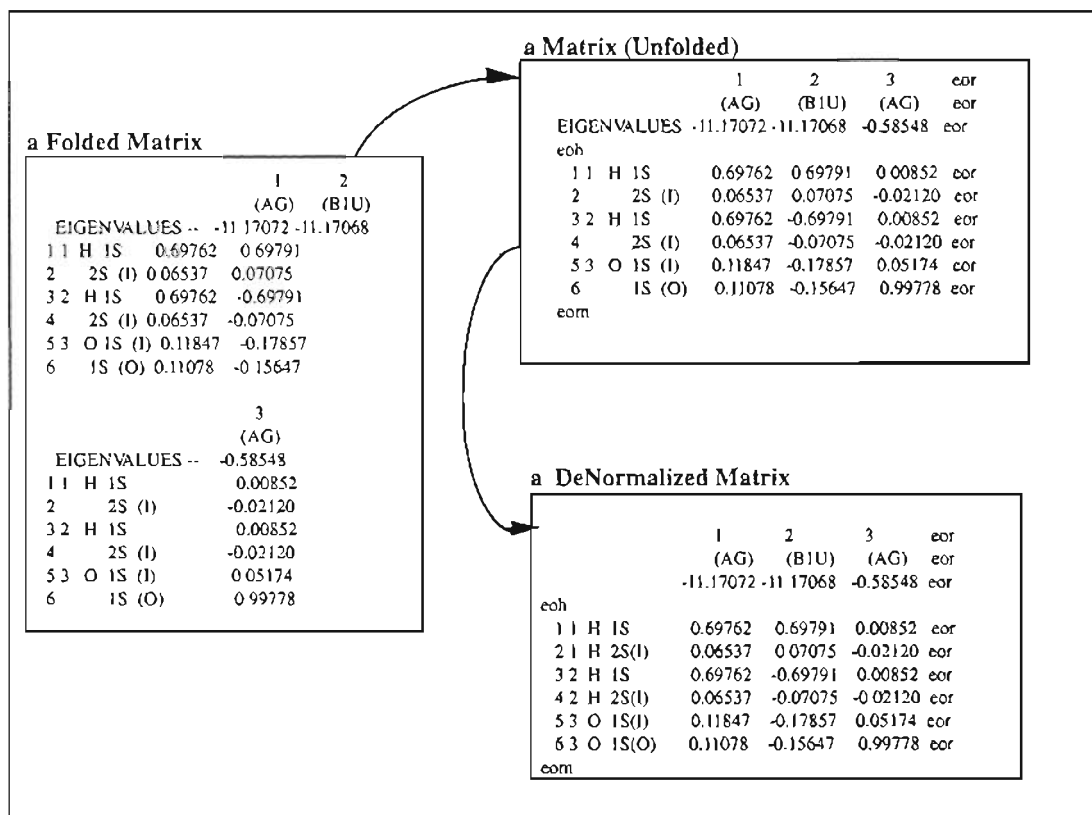 a Folded Matrix
1 2
(AG) (B1U)
EIGENVALUES -- -11 17072 -11.17068
1 1 H 1S 0.69762 0.69791
2 2S (I) 0.06537 0.07075
3 2 H 1S 0.69762 -0.69791
4 2S (I) 0.06537 -0.07075
5 3 O 1S (I) 0.11847 -0.17857
6 1S (O) 0.11078 -0 15647
3
(AG)
EIGENVALUES -- -0.58548
1 1 H 1S 0.00852
2 2S (I) -0.02120
3 2 H 1S 0.00852
4 2S (I) -0.02120
5 3 O 1S (I) 0 05174
6 1S (O) 0 99778
a Matrix (Unfolded)
1 2 3 eor
(AG) (B1U) (AG) eor
EIGENVALUES -11.17072 -11.17068 -0.58548 eor
eoh
1 1 H 1S 0.69762 0 69791 0 00852 eor
2 2S (I) 0.06537 0.07075 -0.02120 eor
3 2 H 1S 0.69762 -0.69791 0.00852 eor
4 2S (I) 0.06537 -0.07075 -0.02120 eor
5 3 O 1S (I) 0.11847 -0.17857 0.05174 eor
6 1S (O) 0.11078 -0.15647 0.99778 eor
eom
a DeNormalized Matrix
1 2 3 eor
(AG) (B1U) (AG) eor
-11.17072 -11 17068 -0.58548 eor
eoh
1 1 H 1S 0.69762 0.69791 0.00852 eor
2 1 H 2S(I) 0.06537 0 07075 -0.02120 eor
3 2 H 1S 0.69762 -0.69791 0.00852 eor
4 2 H 2S(I) 0.06537 -0.07075 -0 02120 eor
5 3 O 1S(I) 0.11847 -0.17857 0.05174 eor
6 3 O 1S(O) 0.11078 -0.15647 0.99778 eor
eom